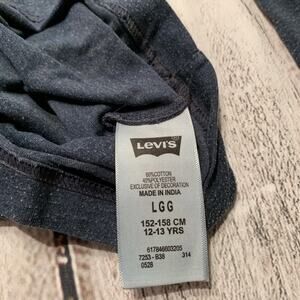 LEVI'S
60%COTTON
40%POLYESTER
EXCLUSIVE OF DECORATION
MADE IN INDIA
LGG
152-158 CM
12-13 YRS
617846603205
7253 - B38 314
0528